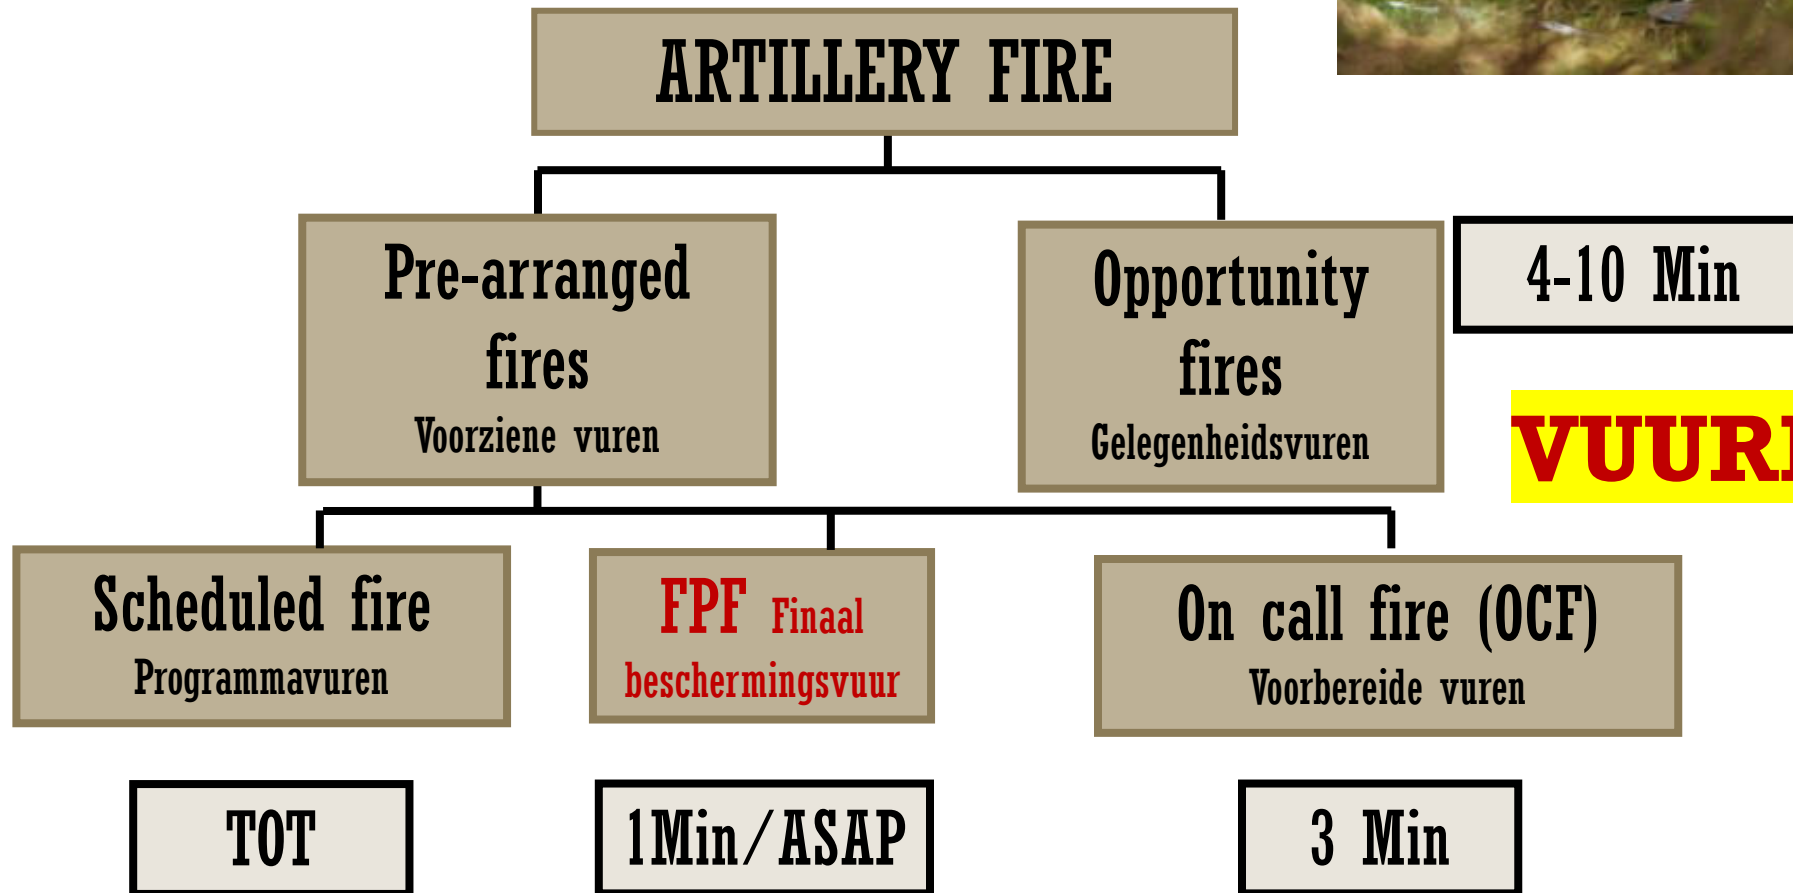 ARTILLERY FIRE
Pre-arranged
fires
Voorziene vuren
Opportunity
fires
Gelegenheidsvuren
4-10 Min
Scheduled fire
Programmavuren
FPF Finaal
beschermingsvuur
On call fire (OCF)
Voorbereide vuren
TOT
1Min/ASAP
3 Min